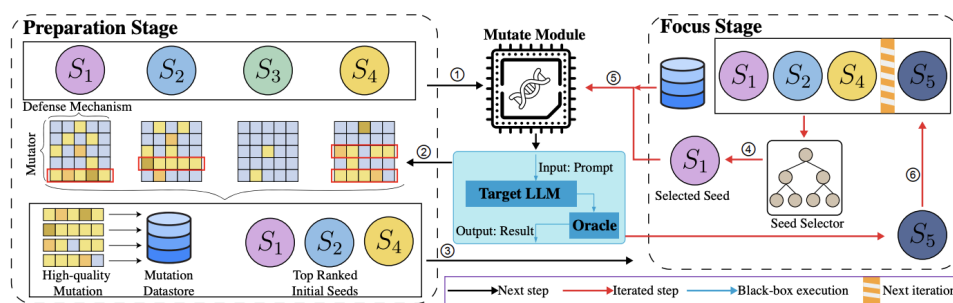 Preparation Stage
S1
S2
S3
S4
Defense Mechanism
Mutator
High-quality
Mutation
Mutation
Datastore
S1
S2
S4
Top Ranked
Initial Seeds
①
②
③
Mutate Module
Input: Prompt
Target LLM
Oracle
Output: Result
Focus Stage
S1
S2
S4
S5
⑤
④
⑥
S1
Selected Seed
Seed Selector
S5
Next step
Iterated step
Black-box execution
Next iteration